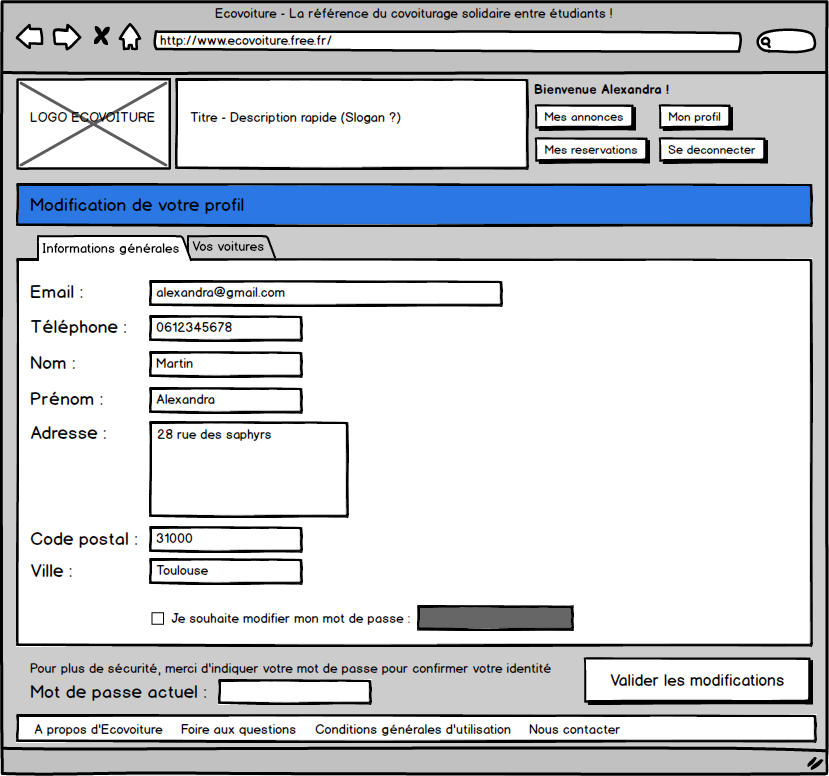 Ecovoiture - La référence du covoiturage solidaire entre étudiants !
http://www.ecovoiture.free.fr/
LOGO ECOVOITURE
Titre - Description rapide (Slogan ?)
Bienvenue Alexandra !
Mes annonces
Mon profil
Mes reservations
Se deconnecter
Modification de votre profil
Informations générales
Vos voitures
Email : alexandra@gmail.com
Téléphone : 0612345678
Nom : Martin
Prénom : Alexandra
Adresse : 28 rue des saphyrs
Code postal : 31000
Ville : Toulouse
Je souhaite modifier mon mot de passe :
Pour plus de sécurité, merci d'indiquer votre mot de passe pour confirmer votre identité
Mot de passe actuel :
Valider les modifications
A propos d'Ecovoiture Foire aux questions Conditions générales d'utilisation Nous contacter